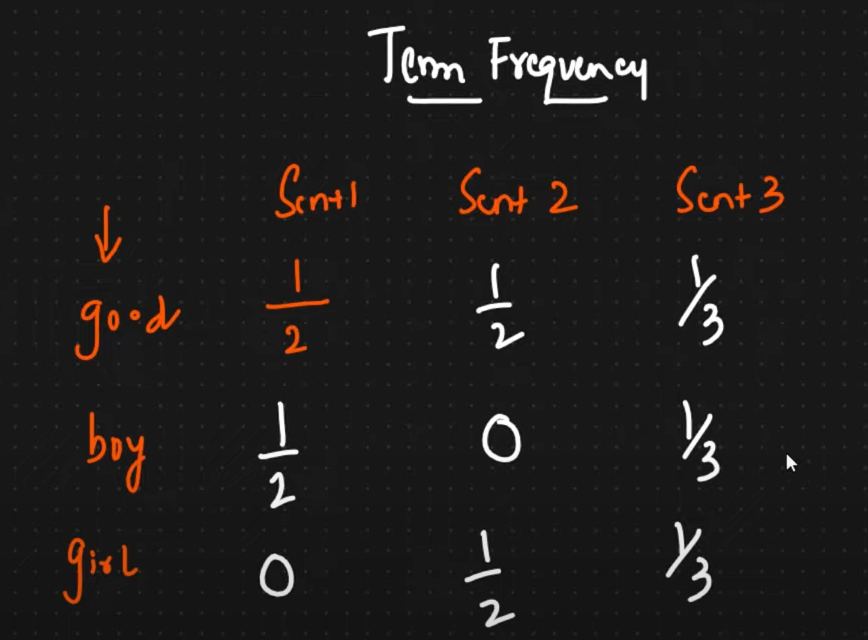 Term Frequency
Sent1 Sent 2 Sent 3
good 1/2 1/2 1/3
boy 1/2 0 1/3
girl 0 1/2 1/3